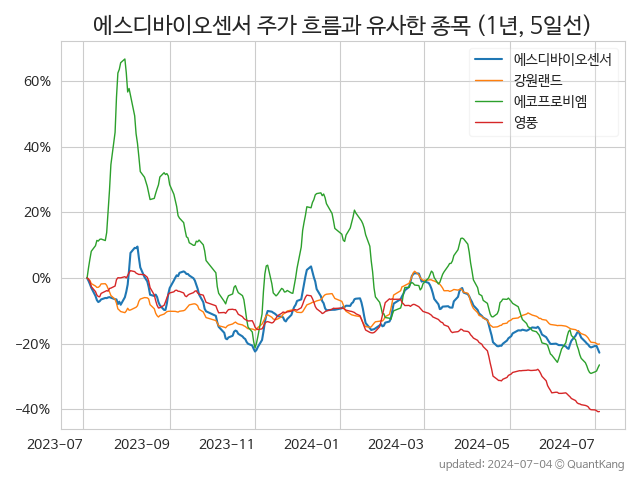 에스디바이오센서 주가 흐름과 유사한 종목 (1년, 5일선)
에스디바이오센서
강원랜드
에코프로비엠
영풍
60%
40%
20%
0%
−20%
−40%
2023-07
2023-09
2023-11
2024-01
2024-03
2024-05
2024-07
updated: 2024-07-04 © QuantKang